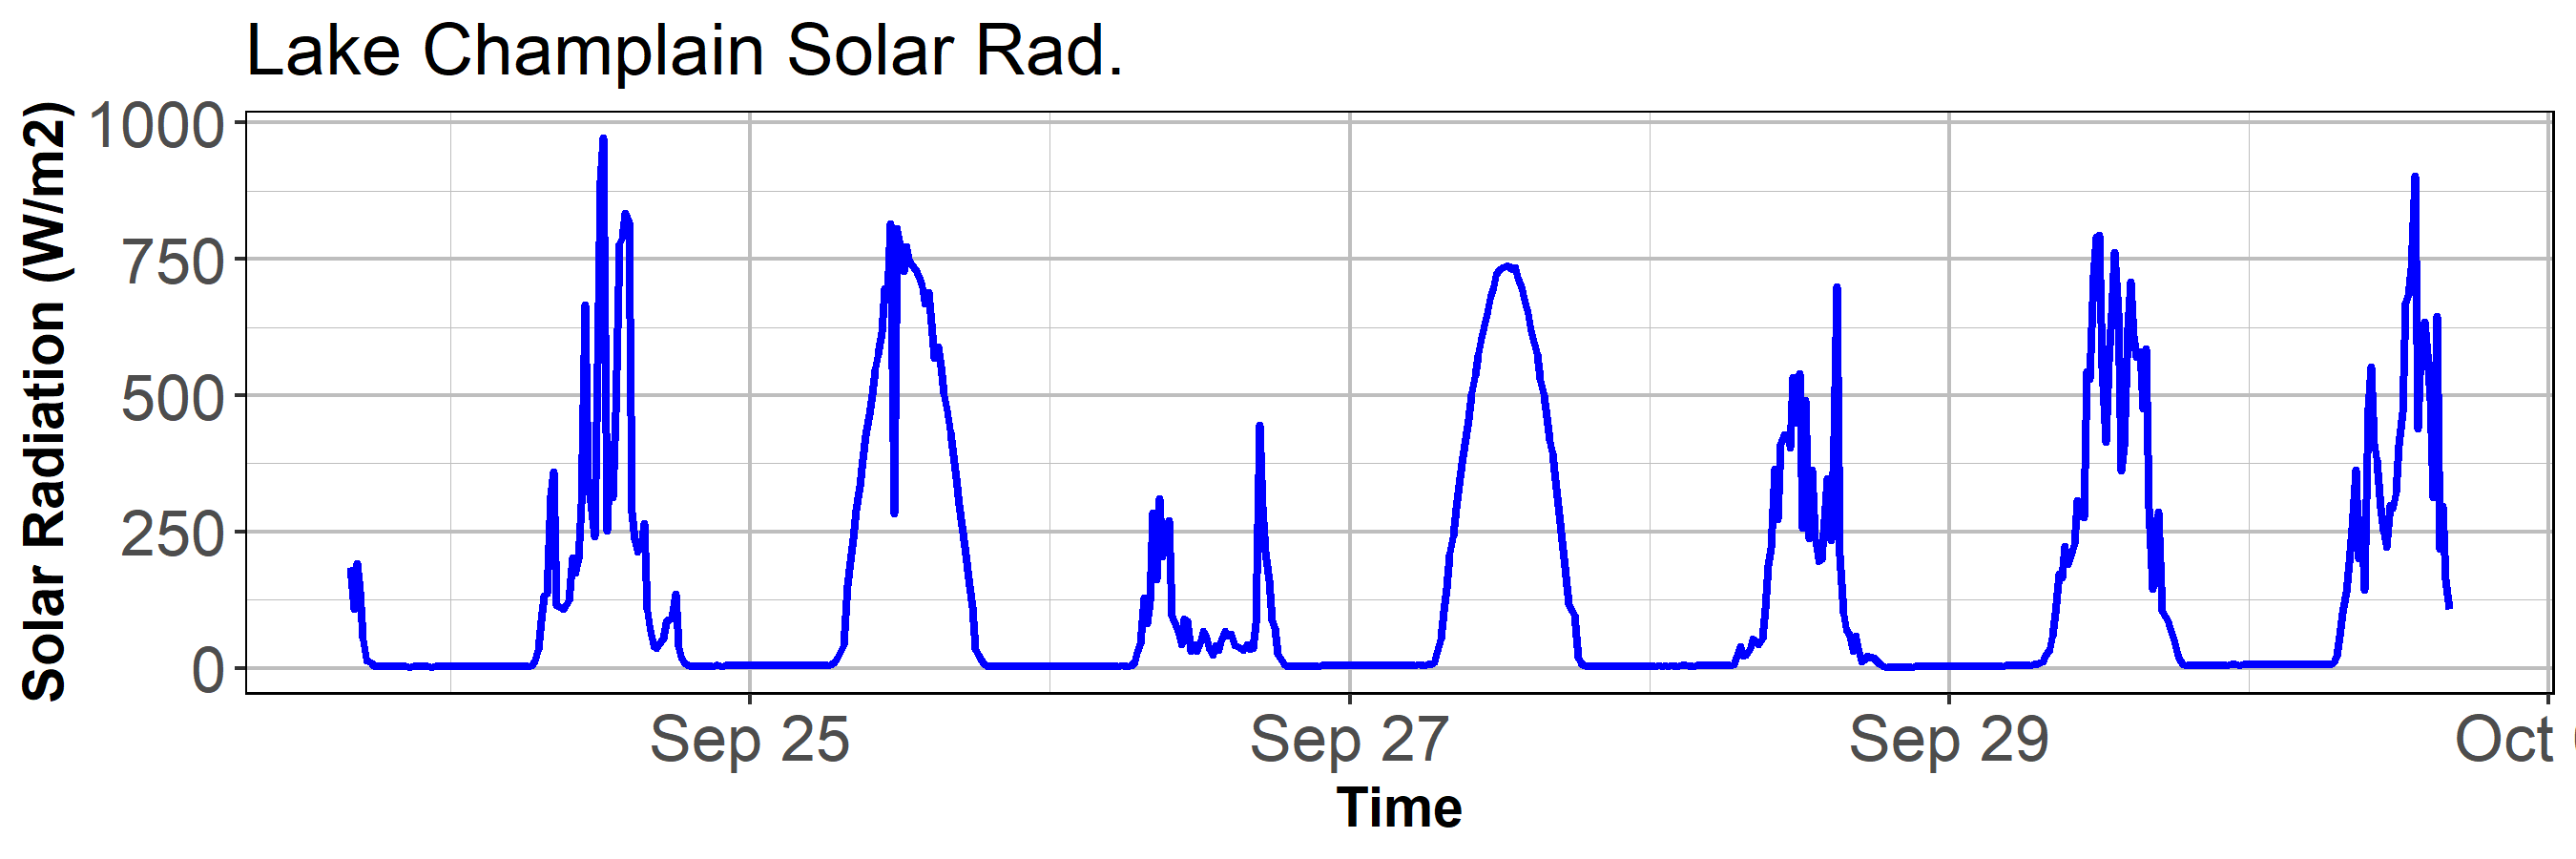 Lake Champlain Solar Rad.
Solar Radiation (W/m2)
1000
750
500
250
0
Sep 25 Sep 27 Sep 29 Oct
Time